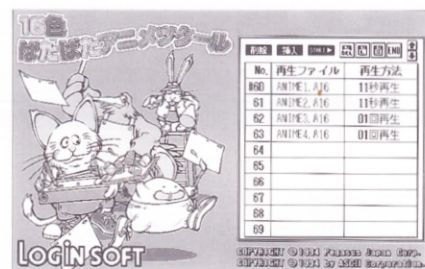 16色
ぱたぱたアニメツクール
削除 挿入 START▶ END
No. 再生ファイル 再生方法
#60 ANIME1.A16 11秒再生
61 ANIME2.A16 11秒再生
62 ANIME3.A16 01回再生
63 ANIME4.A16 01回再生
64
65
66
67
68
69
LOGiN SOFT
COPYRIGHT © 1994 Pegasus Japan Corp.
COPYRIGHT © 1994 by ASCII Corporation.